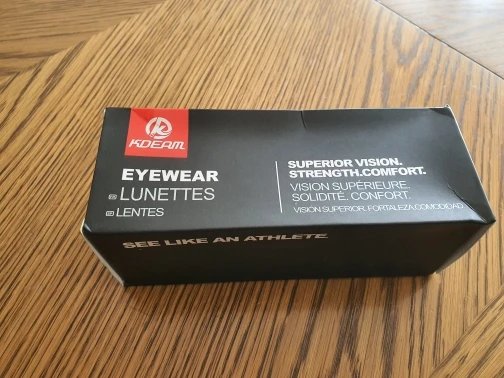 KDEAM
EYEWEAR
LUNETTES
LENTES
SUPERIOR VISION.
STRENGTH.COMFORT.
VISION SUPÉRIEURE.
SOLIDITÉ. CONFORT.
VISION SUPERIOR. FORTALEZA.COMODIDAD.
SEE LIKE AN ATHLETE